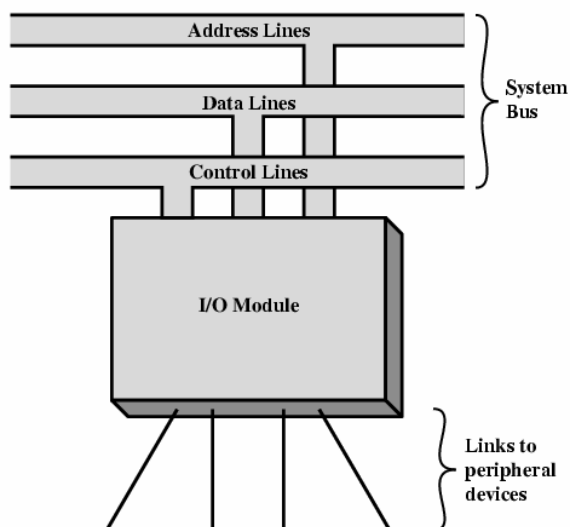 Address Lines
System
Bus
Data Lines
Control Lines
I/O Module
Links to
peripheral
devices